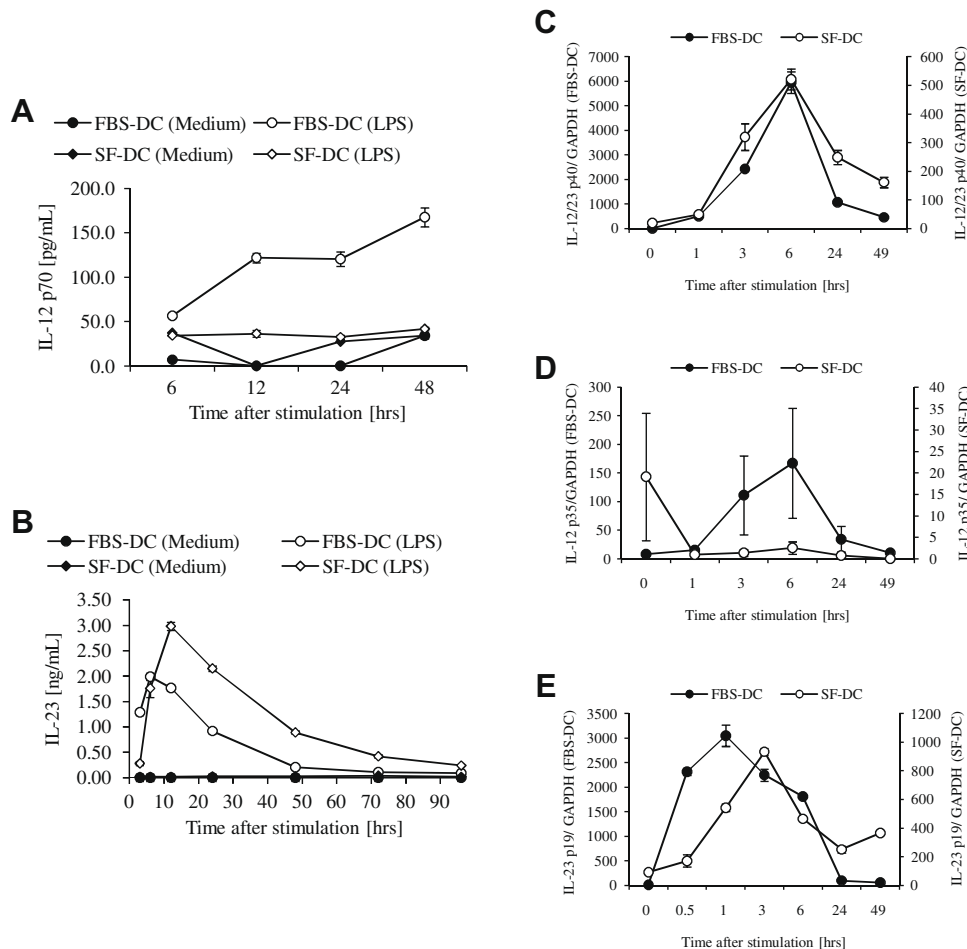 A
FBS-DC (Medium) FBS-DC (LPS)
SF-DC (Medium) SF-DC (LPS)
IL-12 p70 [pg/mL]
200.0
150.0
100.0
50.0
0.0
6 12 24 48
Time after stimulation [hrs]
B
FBS-DC (Medium) FBS-DC (LPS)
SF-DC (Medium) SF-DC (LPS)
IL-23 [ng/mL]
3.50
3.00
2.50
2.00
1.50
1.00
0.50
0.00
0 10 20 30 40 50 60 70 80 90
Time after stimulation [hrs]
C
FBS-DC SF-DC
IL-12/23 p40/ GAPDH (FBS-DC)
7000
6000
5000
4000
3000
2000
1000
0
600
500
400
300
200
100
0
IL-12/23 p40/ GAPDH (SF-DC)
0 1 3 6 24 49
Time after stimulation [hrs]
D
FBS-DC SF-DC
IL-12 p35/GAPDH (FBS-DC)
300
250
200
150
100
50
0
40
35
30
25
20
15
10
5
0
IL-12 p35/ GAPDH (SF-DC)
0 1 3 6 24 49
Time after stimulation [hrs]
E
FBS-DC SF-DC
IL-23 p19/ GAPDH (FBS-DC)
3500
3000
2500
2000
1500
1000
500
0
1200
1000
800
600
400
200
0
IL-23 p19/ GAPDH (SF-DC)
0 0.5 1 3 6 24 49
Time after stimulation [hrs]